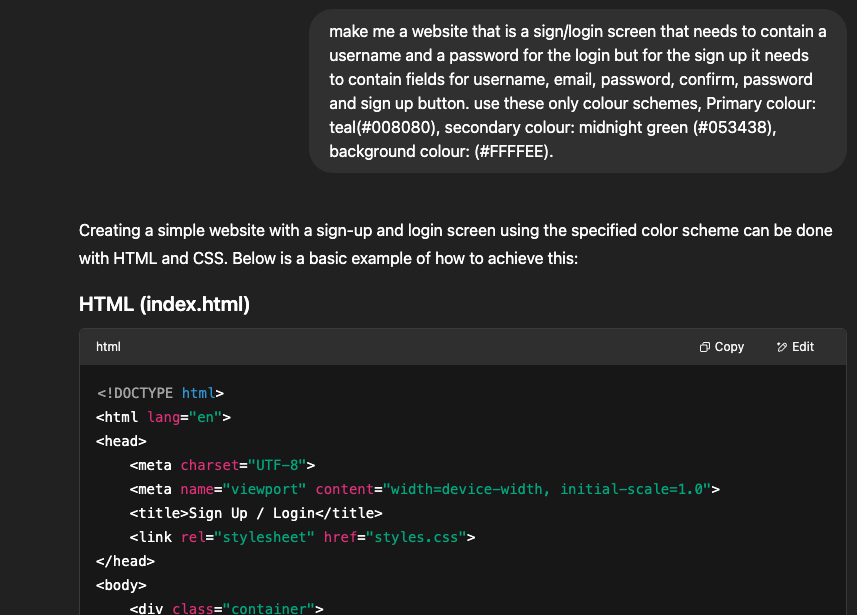 make me a website that is a sign/login screen that needs to contain a
username and a password for the login but for the sign up it needs
to contain fields for username, email, password, confirm, password
and sign up button. use these only colour schemes, Primary colour:
teal(#008080), secondary colour: midnight green (#053438),
background colour: (#FFFFEE).
Creating a simple website with a sign-up and login screen using the specified color scheme can be done
with HTML and CSS. Below is a basic example of how to achieve this:
HTML (index.html)
html
Copy
Edit
<!DOCTYPE html>
<html lang="en">
<head>
    <meta charset="UTF-8">
    <meta name="viewport" content="width=device-width, initial-scale=1.0">
    <title>Sign Up / Login</title>
    <link rel="stylesheet" href="styles.css">
</head>
<body>
    <div class="container">